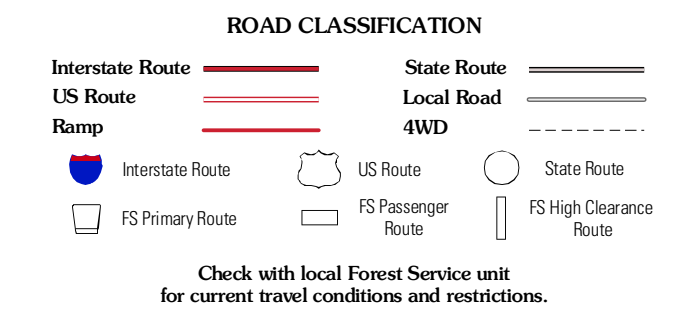 ROAD CLASSIFICATION
Interstate Route
State Route
US Route
Local Road
Ramp
4WD
Interstate Route
US Route
State Route
FS Primary Route
FS Passenger
Route
FS High Clearance
Route
Check with local Forest Service unit
for current travel conditions and restrictions.